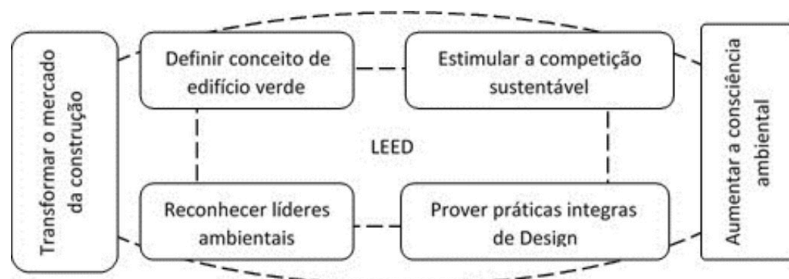 Transformar o mercado
da construção
Definir conceito de
edifício verde
Estimular a competição
sustentável
LEED
Reconhecer líderes
ambientais
Prover práticas integras
de Design
Aumentar a consciência
ambiental